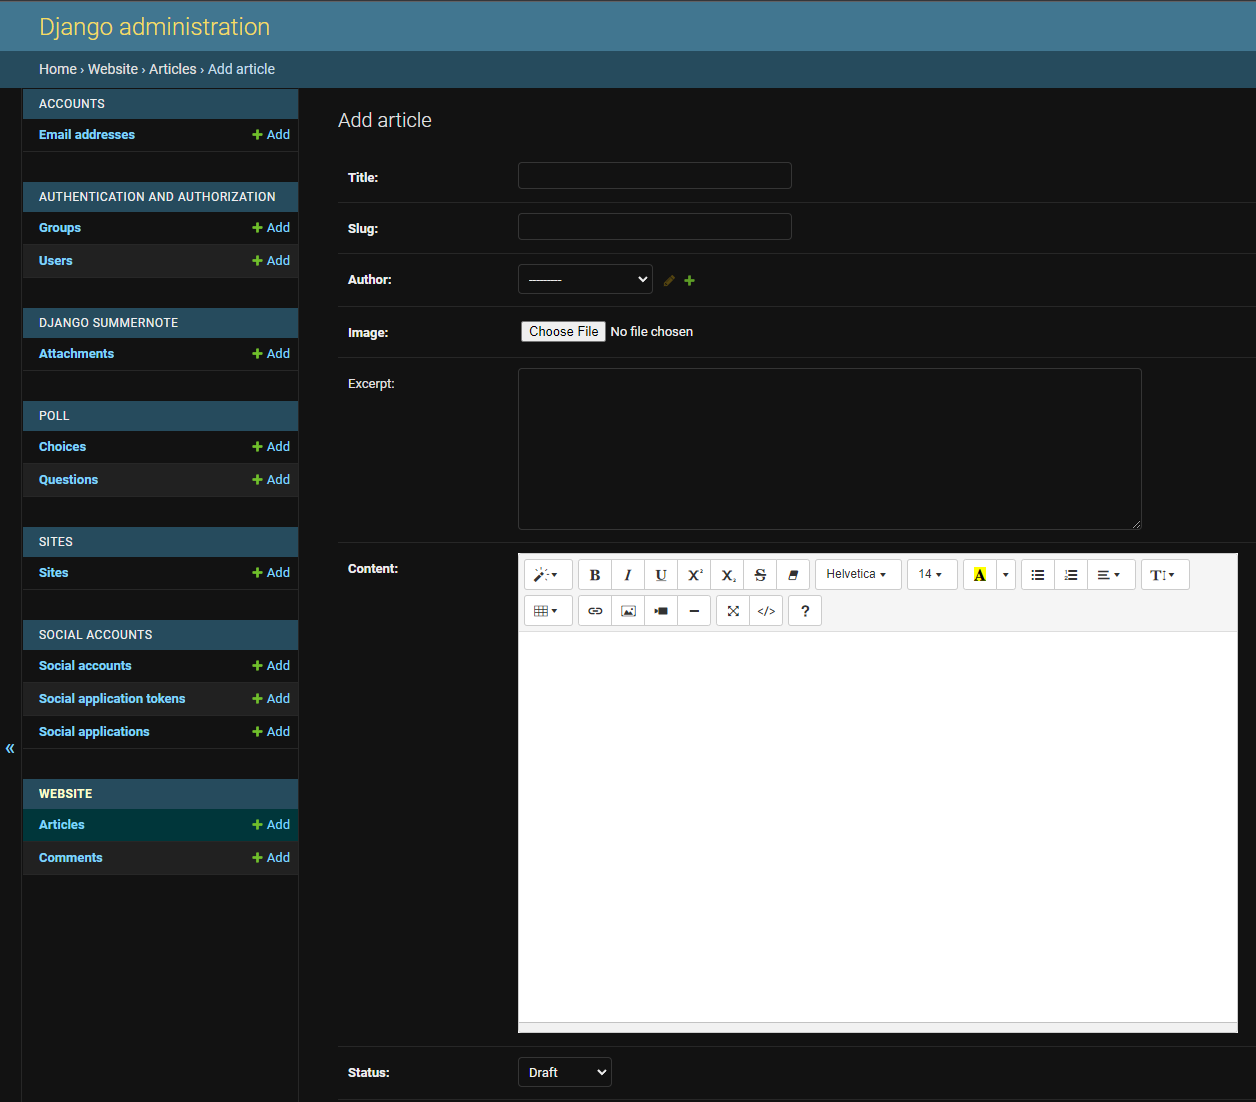 Django administration
Home › Website › Articles › Add article
ACCOUNTS
Email addresses
Add
AUTHENTICATION AND AUTHORIZATION
Groups
Add
Users
Add
DJANGO SUMMERNOTE
Attachments
Add
POLL
Choices
Add
Questions
Add
SITES
Sites
Add
SOCIAL ACCOUNTS
Social accounts
Add
Social application tokens
Add
Social applications
Add
«
WEBSITE
Articles
Add
Comments
Add
Add article
Title:
Slug:
Author:
---------
Image:
Choose File No file chosen
Excerpt:
Content:
B I U X² X₂ S Helvetica 14 A T
</> ?
Status:
Draft